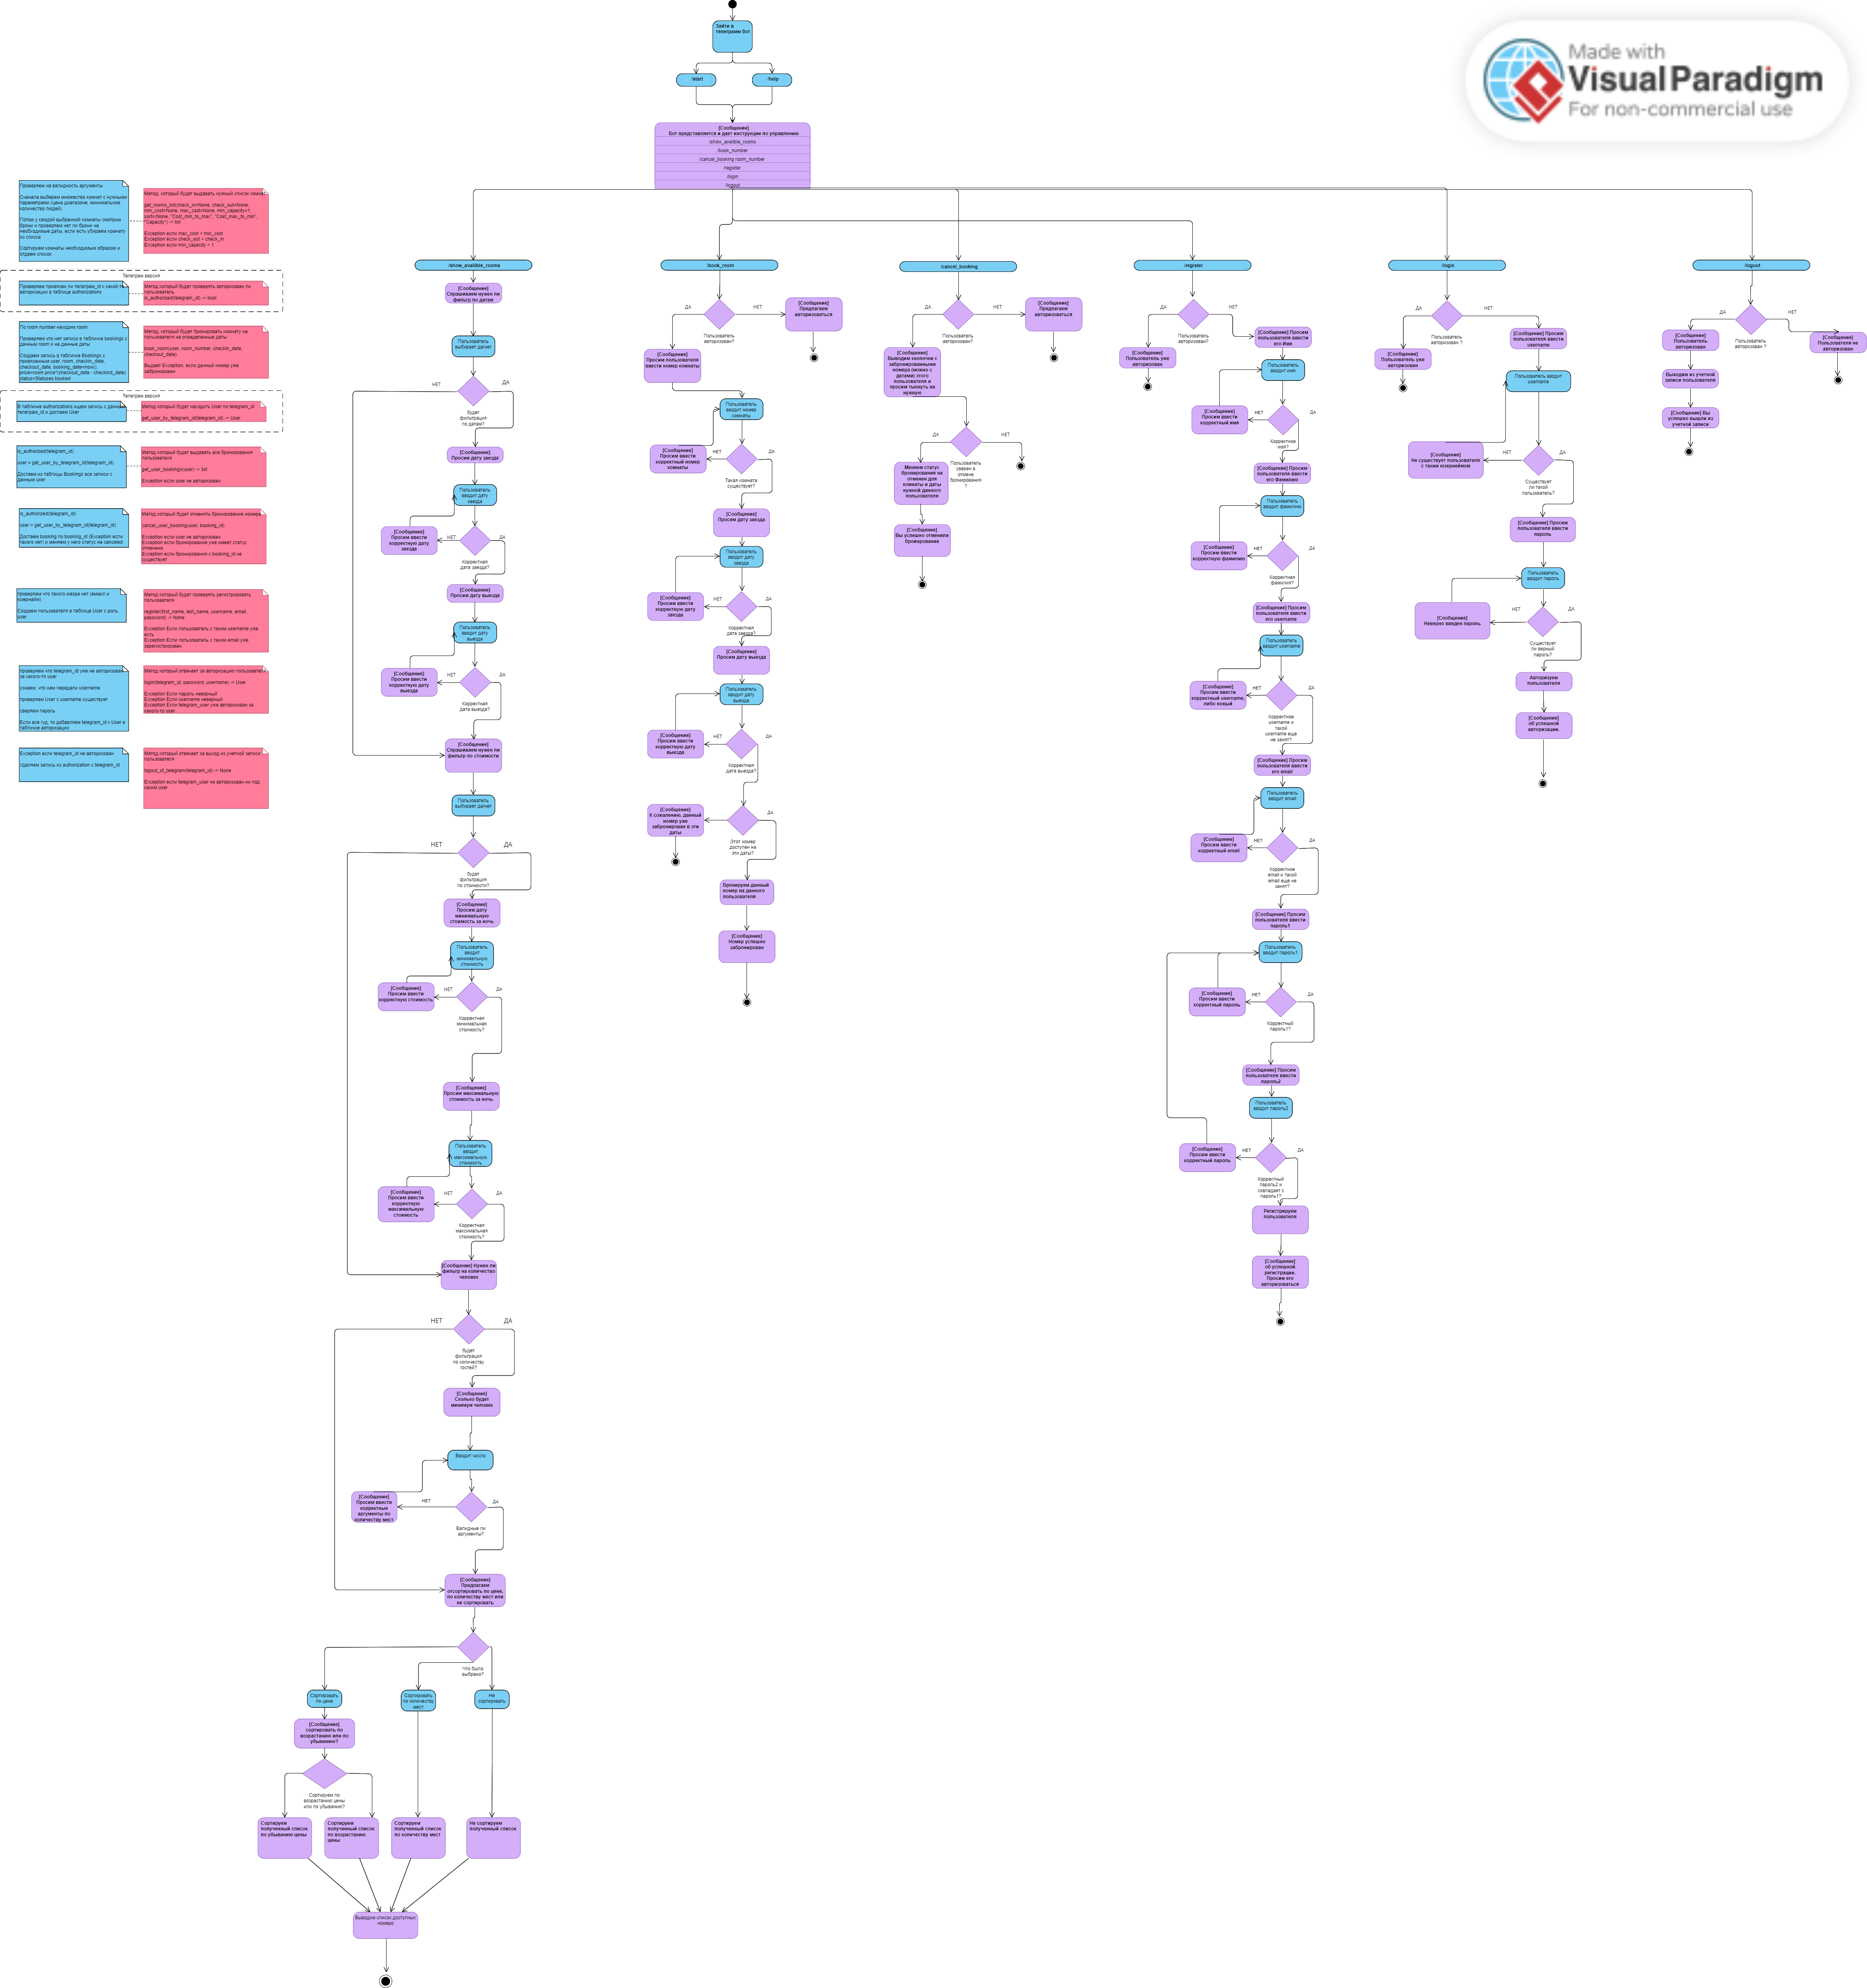 Made with
Visual Paradigm
For non-commercial use
Зайти в
телеграмм бот
/start
/help
[Сообщение]
Бот представляется и дает инструкции по управлению
/show_avalible_rooms
/book_number
/cancel_booking room_number
/register
/login
/logout
Проверяем на валидность аргументы
Сначала выберем множество комнат с нужными
параметрами (цена диапазоне, минимальное
количество людей).
Потом у каждой выбранной комнаты смотрим
брони и проверяем нет ли брони на
необходимые даты, если есть убираем комнату
из списка
Сортируем комнаты необходимым образом и
отдаем список
Метод, который будет выдавать нужный список комнат
get_rooms_list(check_in=None, check_out=None,
min_cost=None, max_cost=None, min_capacity=1,
sort=(None, "Cost_min_to_max", "Cost_max_to_min",
"Capacity") -> list
Exception если max_cost < min_cost
Exception если check_out < check_in
Exception если min_capacity < 1
Телеграм версия
Проверяем привязан ли телеграм_id к какой-то
авторизации в таблице authorizations
Метод который будет проверять авторизован ли
пользователь
is_authorized(telegram_id) -> bool
По room number находим room
Проверяем что нет записи в табличке bookings с
данным room и на данные даты
Создаем запись в табличке Bookings с
привязанным user, room, checkin_date,
checkout_date, booking_date=now(),
price=room.price*(checkout_date - checkind_date)
status=Statuses.booked
Метод, который будет бронировать комнату на
пользователя на определенные даты
book_room(user, room_number, checkin_date,
checkout_date)
Выдает Exception, если данный номер уже
забронирован
Телеграм версия
В табличке authorizations ищем запись с данным
телеграм_id и достаем User
Метод который будет находить User по telegram_id
get_user_by_telegram_id(telegram_id) -> User
is_authorized(telegram_id)
user = get_user_by_telegram_id(telegram_id)
Достаем из таблицы Bookings все записи с
данным user
Метод который будет выдавать все бронирования
пользователя
get_user_bookings(user) -> list
Exception если user не авторизован
is_authorized(telegram_id)
user = get_user_by_telegram_id(telegram_id)
Достаем booking по booking_id (Exception если
такого нет) и меняем у него статус на canceled
Метод который будет отменять бронирование номера
cancel_user_booking(user, booking_id)
Exception если user не авторизован
Exception если бронирование уже имеет статус
отменено
Exception если бронирования с booking_id не
существует
проверяем что такого юзера нет (емаил и
юзернайм)
Создаем пользователя в таблице User с роль
user
Метод который будет проверять регистрировать
пользователя
register(first_name, last_name, username, email,
password) -> None
Exception Если пользователь с таким username уже
есть
Exception Если пользователь с таким email уже
зарегистрирован
проверяем что telegram_id уже не авторизован
за какого-то user
узнаем, что нам передали username
проверяем User с username существует
сверяем пароль
Если все гуд, то добавляем telegram_id к User в
табличке авторизации
Метод который отвечает за авторизацию пользователя
login(telegram_id, password, username) -> User
Exception Если пароль неверный
Exception Если username неверный
Exception Если telegram_user уже авторизован за
какого-то user
Exception если telegram_id не авторизован
Удаляем запись из authorization с telegram_id
Метод который отвечает за выход из учетной записи
пользователя
logout_of_telegram(telegram_id) -> None
Exception если telegram_user не авторизован ни под
каким user
/show_availible_rooms
[Сообщение]
Спрашиваем нужен ли
фильтр по датам
Пользователь
выбирает да\нет
НЕТ
ДА
будет
фильтрация
по датам?
[Сообщение]
Просим дату заезда
Пользователь
вводит дату
заезда
[Сообщение]
Просим ввести
корректную дату
заезда
НЕТ
ДА
Корректная
дата заезда?
[Сообщение]
Просим дату выезда
Пользователь
вводит дату
выезда
[Сообщение]
Просим ввести
корректную дату
выезда
НЕТ
ДА
Корректная
дата выезда?
[Сообщение]
Спрашиваем нужен ли
фильтр по стоимости
Пользователь
выбирает да\нет
НЕТ
ДА
будет
фильтрация
по стоимости?
[Сообщение]
Просим дату
минимальную
стоимость за ночь
Пользователь
вводит
минимальную
стоимость
[Сообщение]
Просим ввести
корректную стоимость
НЕТ
ДА
Корректная
минимальная
стоимость?
[Сообщение]
Просим максимальную
стоимость за ночь
Пользователь
вводит
максимальную
стоимость
[Сообщение]
Просим ввести
корректную
максимальную
стоимость
НЕТ
ДА
Корректная
максимальная
стоимость?
[Сообщение] Нужен ли
фильтр на количество
человек
НЕТ
ДА
Будет
фильтрация
по количеству
гостей?
[Сообщение]
Сколько будет
минимум человек
Вводит число
[Сообщение]
Просим ввести
корректные
аргументы по
количеству мест
НЕТ
ДА
Валидные ли
аргументы?
[Сообщение]
Предлагаем
отсортировать по цене,
по количеству мест или
не сортировать
Что было
выбрано?
Сортировать
по цене
Сортировать
по количеству
мест
Не
сортировать
[Сообщение]
сортировать по
возрастанию или по
убыванию?
Сортируем по
возрастанию цены
или по убыванию?
Сортируем
полученный список
по убыванию цены
Сортируем
полученный список
по возрастанию
цены
Сортируем
полученный список
по количеству мест
Не сортируем
полученный список
Выводим список доступных
номеро
/book_room
ДА
НЕТ
Пользователь
авторизован?
[Сообщение]
Предлагаем
авторизоваться
[Сообщение]
Просим пользователя
ввести номер комнаты
Пользователь
вводит номер
комнаты
[Сообщение]
Просим ввести
корректный номер
комнаты
НЕТ
ДА
Такая комната
существует?
[Сообщение]
Просим дату заезда
Пользователь
вводит дату
заезда
[Сообщение]
Просим ввести
корректную дату
заезда
НЕТ
ДА
Корректная
дата заезда?
[Сообщение]
Просим дату выезда
Пользователь
вводит дату
выезда
[Сообщение]
Просим ввести
корректную дату
выезда
НЕТ
ДА
Корректная
дата выезда?
[Сообщение]
К сожалению, данный
номер уже
забронирован в эти
даты
НЕТ
ДА
Этот номер
доступен на
эти даты?
Бронируем данный
номер на данного
пользователя
[Сообщение]
Номер успешно
забронирован
/cancel_booking
ДА
НЕТ
Пользователь
авторизован?
[Сообщение]
Предлагаем
авторизоваться
[Сообщение]
Выводим кнопочки с
забронированными
номера (можно с
датами) этого
пользователя и
просим тыкнуть на
нужную
ДА
НЕТ
Пользователь
уверен в
отмене
бронирования
?
Меняем статус
бронирования на
отменен для
комнаты и даты
нужной данного
пользователя
[Сообщение]
Вы успешно отменили
бронирование
/register
ДА
НЕТ
Пользователь
авторизован?
[Сообщение]
Пользователь уже
авторизован
[Сообщение] Просим
пользователя ввести
его Имя
Пользователь
вводит имя
[Сообщение]
Просим ввести
корректный имя
НЕТ
ДА
Корректное
имя?
[Сообщение] Просим
пользователя ввести
его Фамилию
Пользователь
вводит фамилию
[Сообщение]
Просим ввести
корректную фамилию
НЕТ
ДА
Корректная
фамилия?
[Сообщение] Просим
пользователя ввести
его username
Пользователь
вводит username
[Сообщение]
Просим ввести
корректный username,
либо новый
НЕТ
ДА
Корректное
username и
такой
username еще
не занят?
[Сообщение] Просим
пользователя ввести
его email
Пользователь
вводит email
[Сообщение]
Просим ввести
корректный email
НЕТ
ДА
Корректное
email и такой
email еще не
занят?
[Сообщение] Просим
пользователя ввести
пароль1
Пользователь
вводит пароль1
[Сообщение]
Просим ввести
корректный пароль
НЕТ
ДА
Корректный
пароль1?
[Сообщение] Просим
пользователя ввести
пароль2
Пользователь
вводит пароль2
[Сообщение]
Просим ввести
корректный пароль
НЕТ
ДА
Корректный
пароль2 и
совпадает с
пароль1?
Регистрируем
пользователя
[Сообщение]
об успешной
регистрации.
Просим его
авторизоваться
/login
ДА
НЕТ
Пользователь
авторизован ?
[Сообщение]
Пользователь уже
авторизован
[Сообщение] Просим
пользователя ввести
username
Пользователь вводит
username
[Сообщение]
Не существует пользователя
с таким юзернеймом
НЕТ
ДА
Существует
ли такой
пользователь?
[Сообщение] Просим
пользователя ввести
пароль
Пользователь
вводит пароль
[Сообщение]
Неверно введен пароль
НЕТ
ДА
Существует
ли верный
пароль?
Авторизуем
пользователя
[Сообщение]
об успешной
авторизации.
/logout
ДА
НЕТ
Пользователь
авторизован ?
[Сообщение]
Пользователь
авторизован
[Сообщение]
Пользователя не
авторизован
Выходим из учетной
записи пользователя
[Сообщение] Вы
успешно вышли из
учетной записи